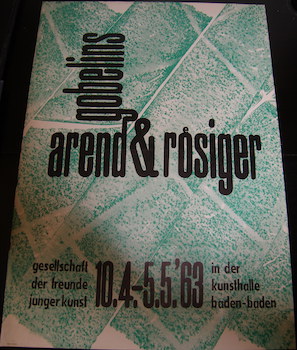 gobelins
arend & rösiger
gesellschaft
der freunde
junger kunst
10.4.-5.5.'63
in der
kunsthalle
baden-baden